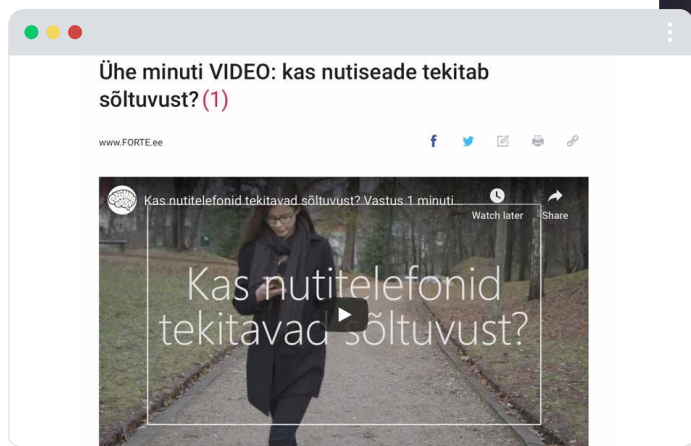 Ühe minuti VIDEO: kas nutiseade tekitab
sõltuvust? (1)
www.FORTE.ee
Kas nutitelefonid tekitavad sõltuvust? Vastus 1 minuti...
Watch later
Share
Kas nutitelefonid
tekitavad sõltuvust?